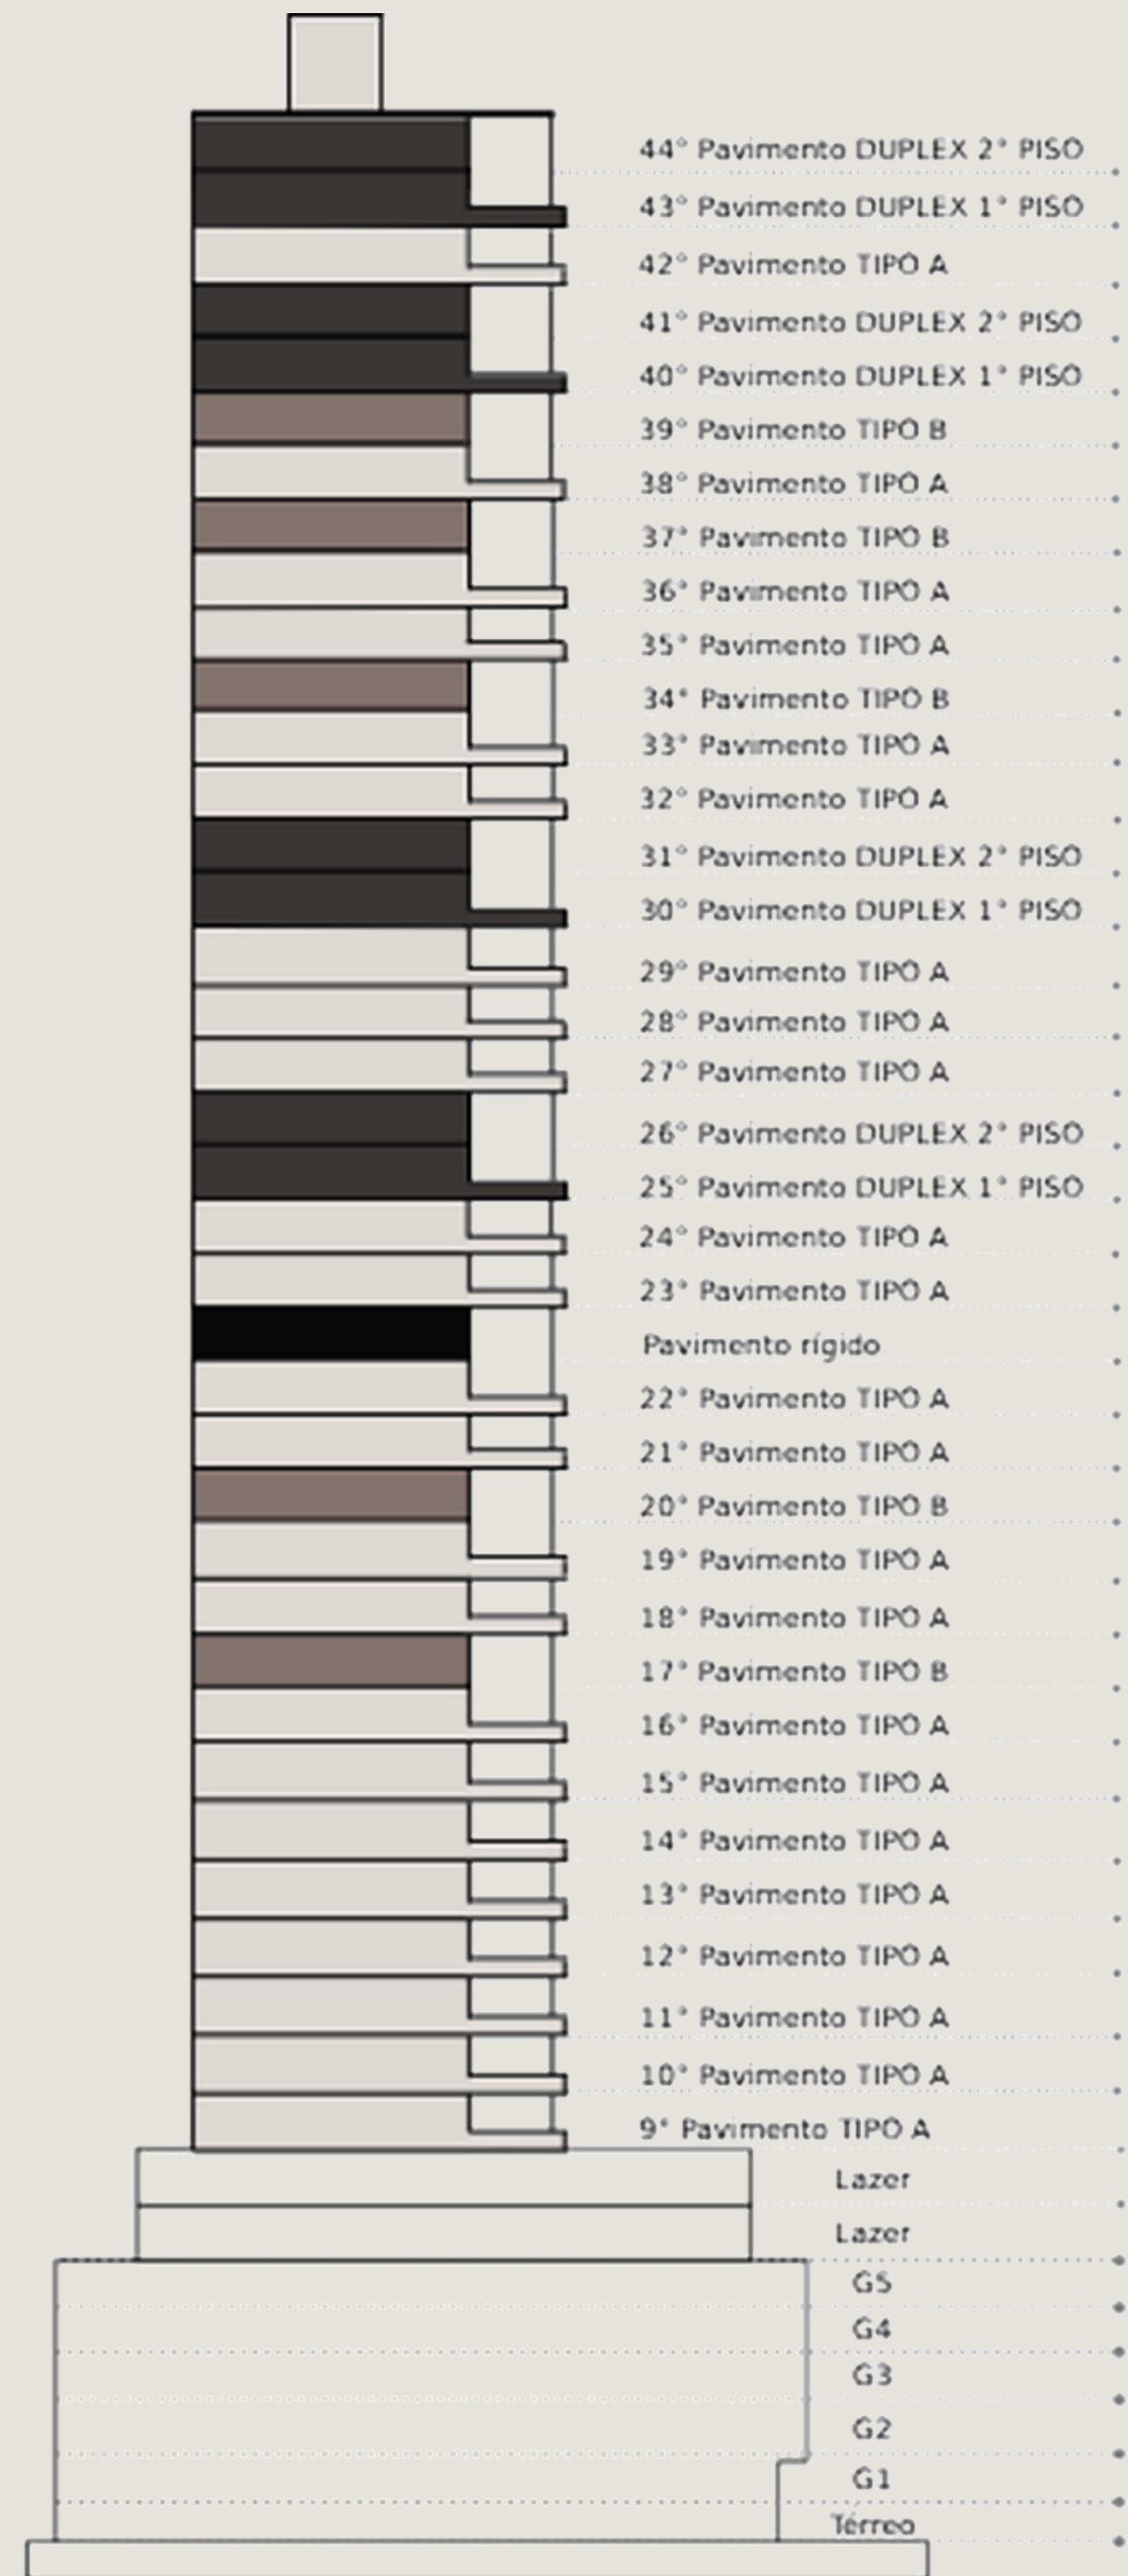 44° Pavimento DUPLEX 2° PISO
43° Pavimento DUPLEX 1° PISO
42° Pavimento TIPO A
41° Pavimento DUPLEX 2° PISO
40° Pavimento DUPLEX 1° PISO
39° Pavimento TIPO B
38° Pavimento TIPO A
37° Pavimento TIPO B
36° Pavimento TIPO A
35° Pavimento TIPO A
34° Pavimento TIPO B
33° Pavimento TIPO A
32° Pavimento TIPO A
31° Pavimento DUPLEX 2° PISO
30° Pavimento DUPLEX 1° PISO
29° Pavimento TIPO A
28° Pavimento TIPO A
27° Pavimento TIPO A
26° Pavimento DUPLEX 2° PISO
25° Pavimento DUPLEX 1° PISO
24° Pavimento TIPO A
23° Pavimento TIPO A
Pavimento rígido
22° Pavimento TIPO A
21° Pavimento TIPO A
20° Pavimento TIPO B
19° Pavimento TIPO A
18° Pavimento TIPO A
17° Pavimento TIPO B
16° Pavimento TIPO A
15° Pavimento TIPO A
14° Pavimento TIPO A
13° Pavimento TIPO A
12° Pavimento TIPO A
11° Pavimento TIPO A
10° Pavimento TIPO A
9° Pavimento TIPO A
Lazer
Lazer
G5
G4
G3
G2
G1
Térreo